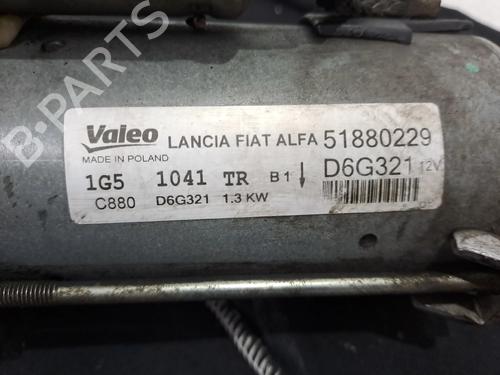 B-PARTS
Valeo LANCIA FIAT ALFA 51880229
MADE IN POLAND
D6G321 12V
1G5 1041 TR B1
C880 D6G321 1.3 KW